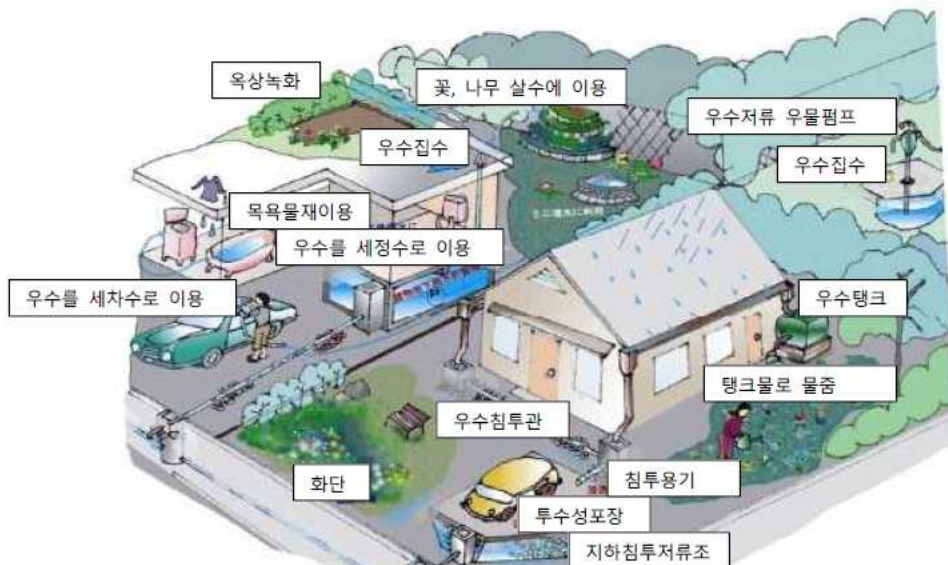 옥상녹화
꽃, 나무 살수에 이용
우수저류 우물펌프
우수집수
우수집수
목욕물재이용
우수를 세정수로 이용
우수를 세차수로 이용
우수탱크
탱크물로 물줌
우수침투관
화단
침투용기
투수성포장
지하침투저류조